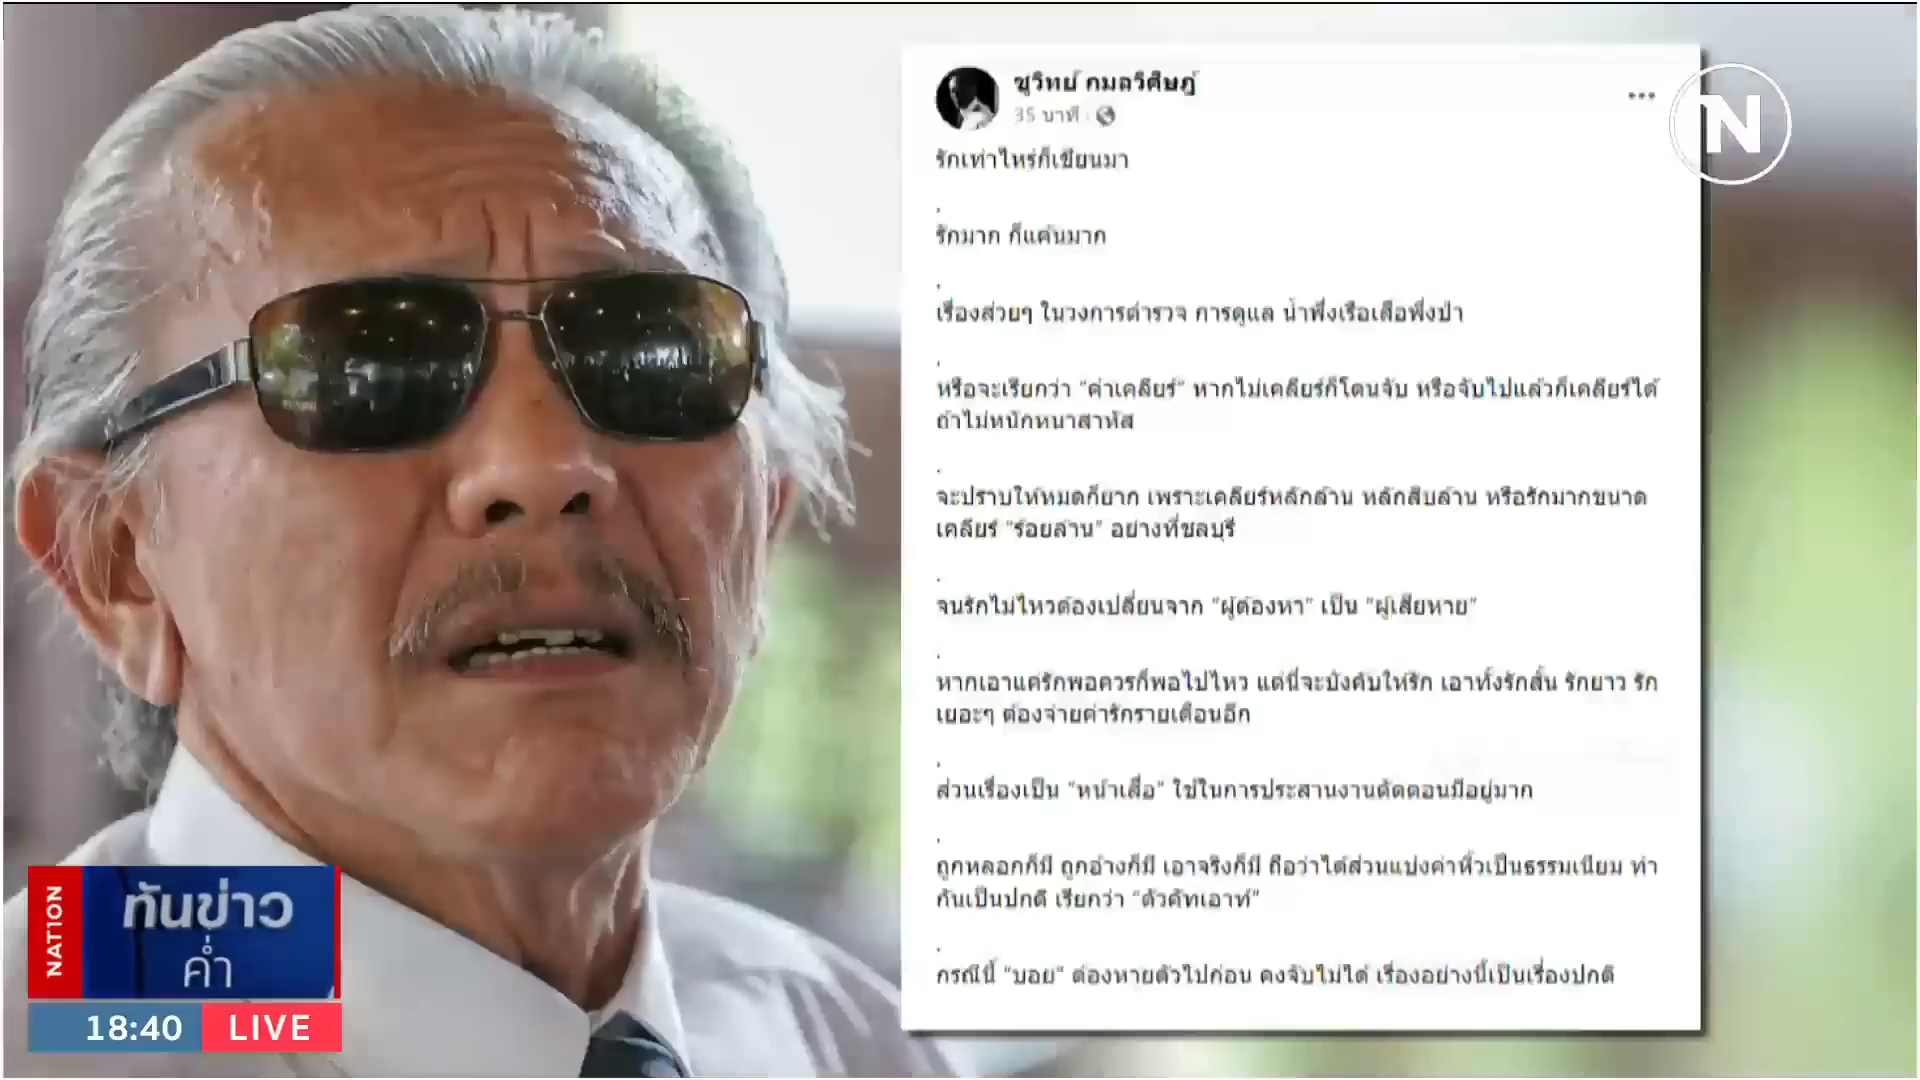 ชูวิทย์ กมลวิศิษฎ์
35 นาที ·
N
รักเท่าไหร่ก็เขียนมา
.
รักมาก ก็แค้นมาก
.
เรื่องส่วยๆ ในวงการตำรวจ การดูแล น้ำพึ่งเรือเสือพึ่งป่า
.
หรือจะเรียกว่า "ค่าเคลียร์" หากไม่เคลียร์ก็โดนจับ หรือจับไปแล้วก็เคลียร์ได้
ถ้าไม่หนักหนาสาหัส
.
จะปราบให้หมดก็ยาก เพราะเคลียร์หลักล้าน หลักสิบล้าน หรือรักมากขนาด
เคลียร์ "ร้อยล้าน" อย่างที่ชลบุรี
.
จนรักไม่ไหวต้องเปลี่ยนจาก "ผู้ต้องหา" เป็น "ผู้เสียหาย"
.
หากเอาแค่รักพอควรก็พอไปไหว แต่นี่จะบังคับให้รัก เอาทั้งรักสั้น รักยาว รัก
เยอะๆ ต้องจ่ายค่ารักรายเดือนอีก
.
ส่วนเรื่องเป็น "หน้าเสื่อ" ใช้ในการประสานงานตัดตอนมีอยู่มาก
.
ถูกหลอกก็มี ถูกอ้างก็มี เอาจริงก็มี ถือว่าได้ส่วนแบ่งค่าหิ้วเป็นธรรมเนียม ทำ
กันเป็นปกติ เรียกว่า "ตัวคัทเอาท์"
.
กรณีนี้ "บอย" ต้องหายตัวไปก่อน คงจับไม่ได้ เรื่องอย่างนี้เป็นเรื่องปกติ
NATION
ทันข่าว
ค่ำ
18:40 LIVE